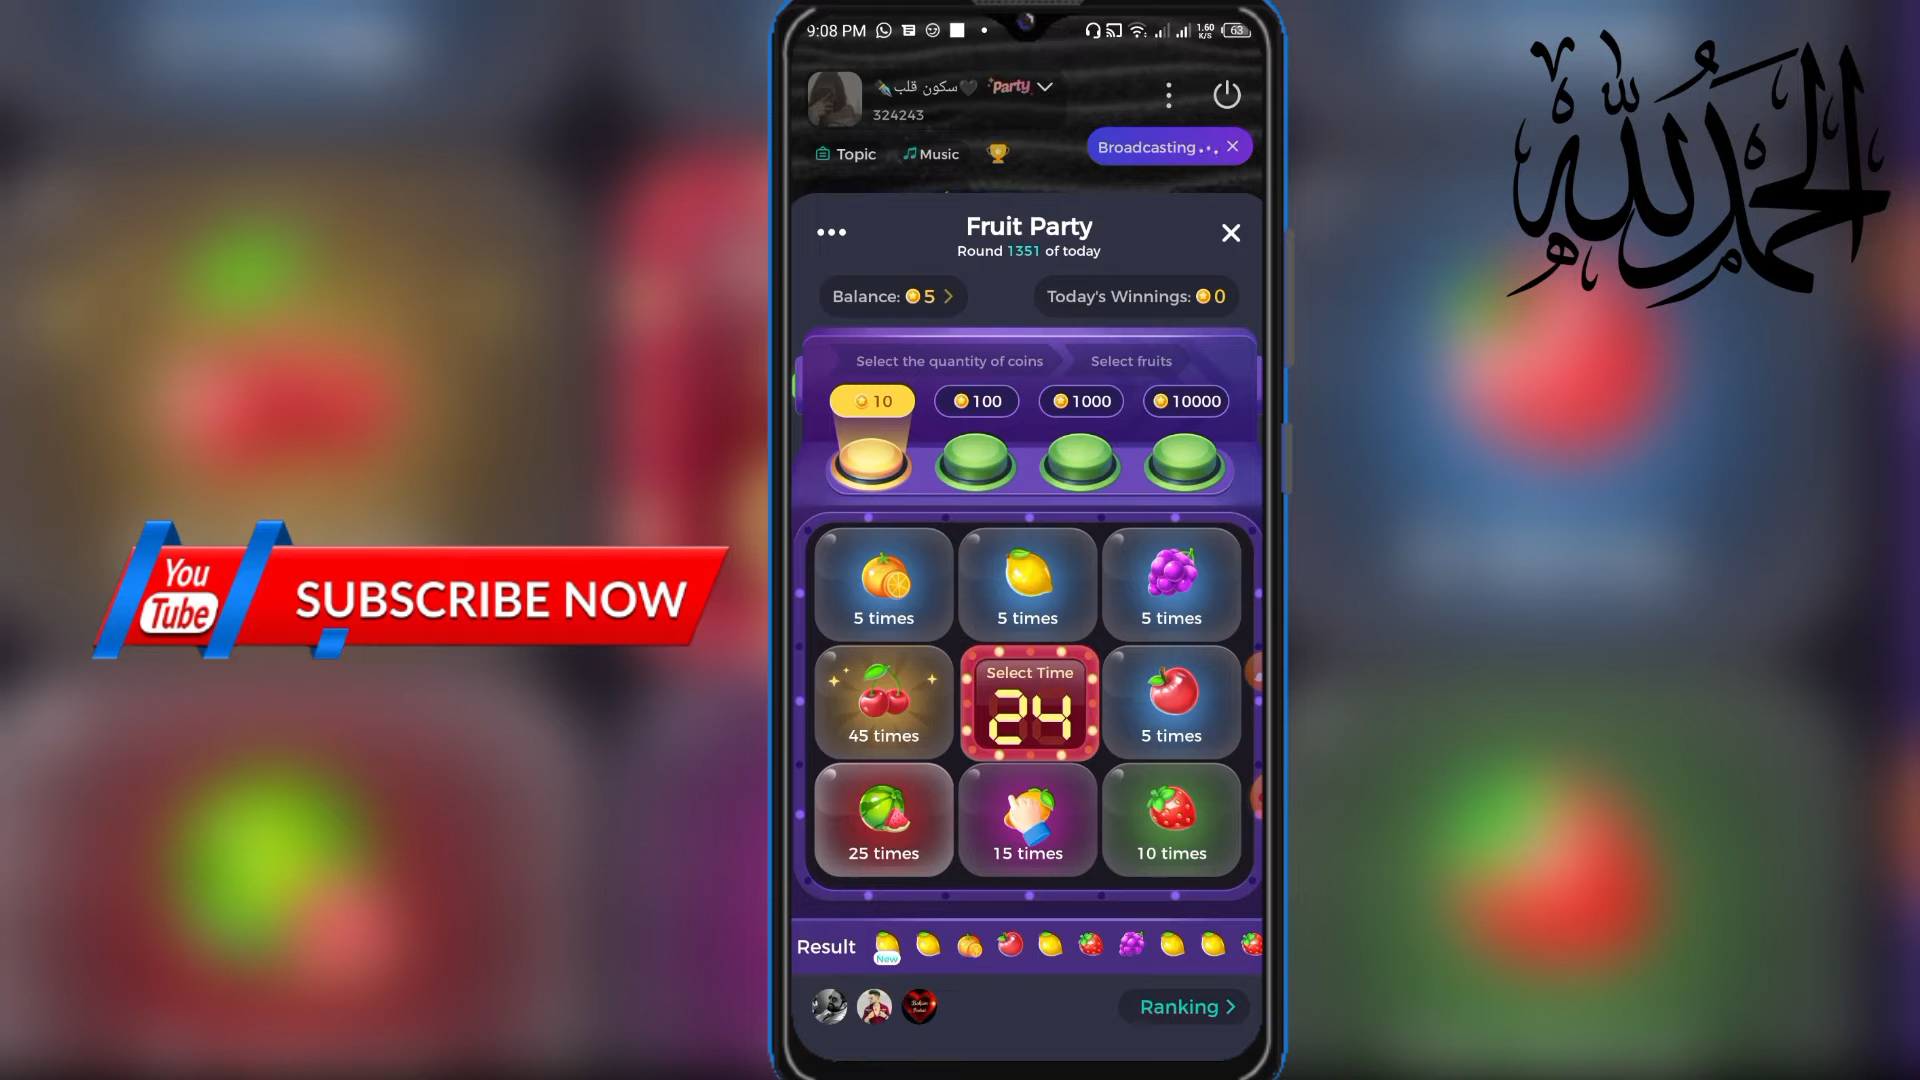 9:08 PM
1.60
K/S
63
سكون قلب
Party
324243
Topic
Music
Broadcasting
الحمد لله
Fruit Party
Round 1351 of today
Balance: 5
Today's Winnings: 0
Select the quantity of coins
Select fruits
10
100
1000
10000
5 times
5 times
5 times
You
Tube
SUBSCRIBE NOW
45 times
Select Time
24
5 times
25 times
15 times
10 times
Result
New
Ranking